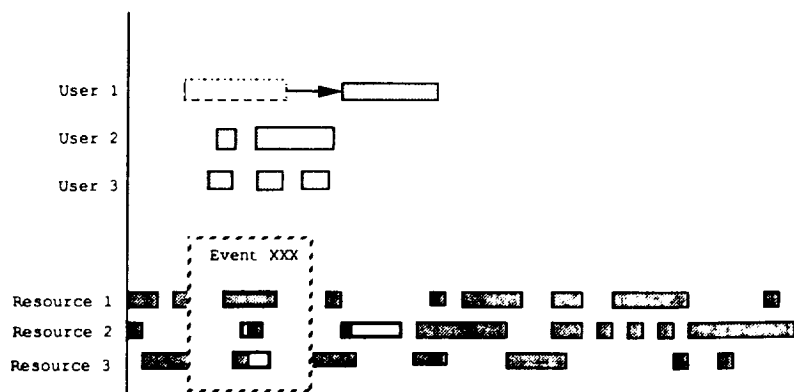 User 1
User 2
User 3
Event XXX
Resource 1
Resource 2
Resource 3